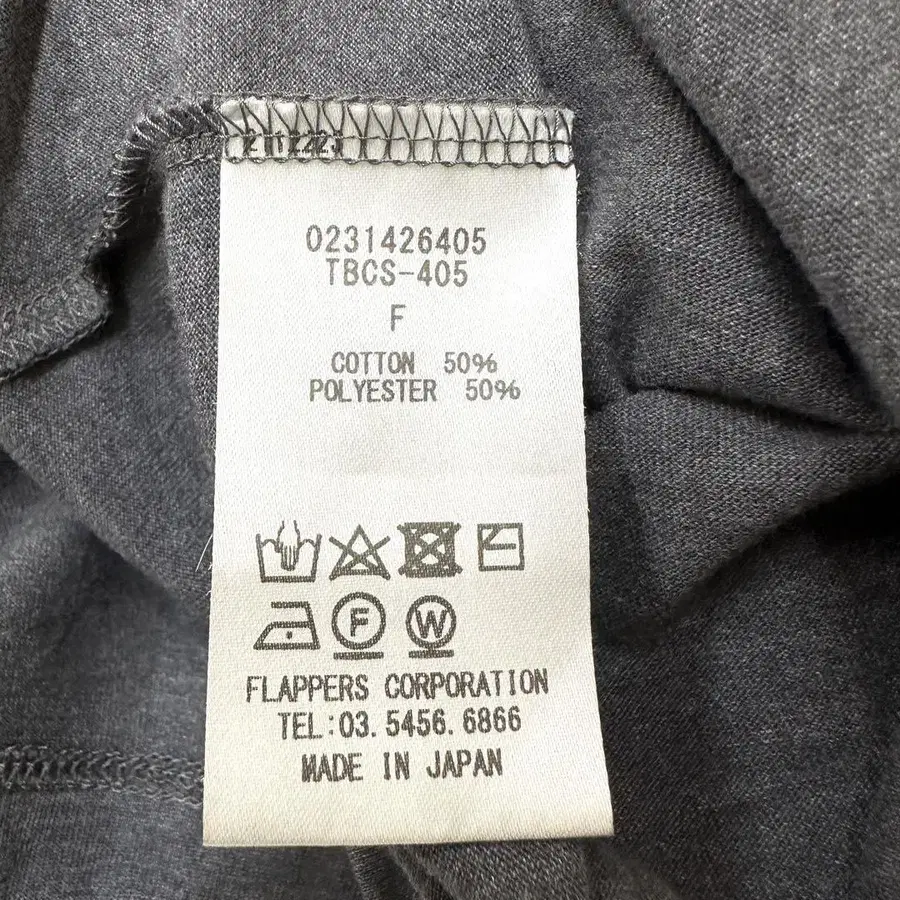 0231426405
TBCS-405
F
COTTON 50%
POLYESTER 50%
F W
FLAPPERS CORPORATION
TEL:03.5456.6866
MADE IN JAPAN